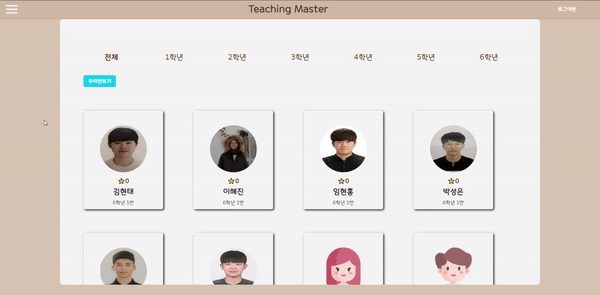 Teaching Master
로그아웃
전체 1학년 2학년 3학년 4학년 5학년 6학년
우리반보기
0 0 0 0
김현태 이혜진 임현홍 박성은
6학년 1반 6학년 1반 6학년 1반 6학년 1반